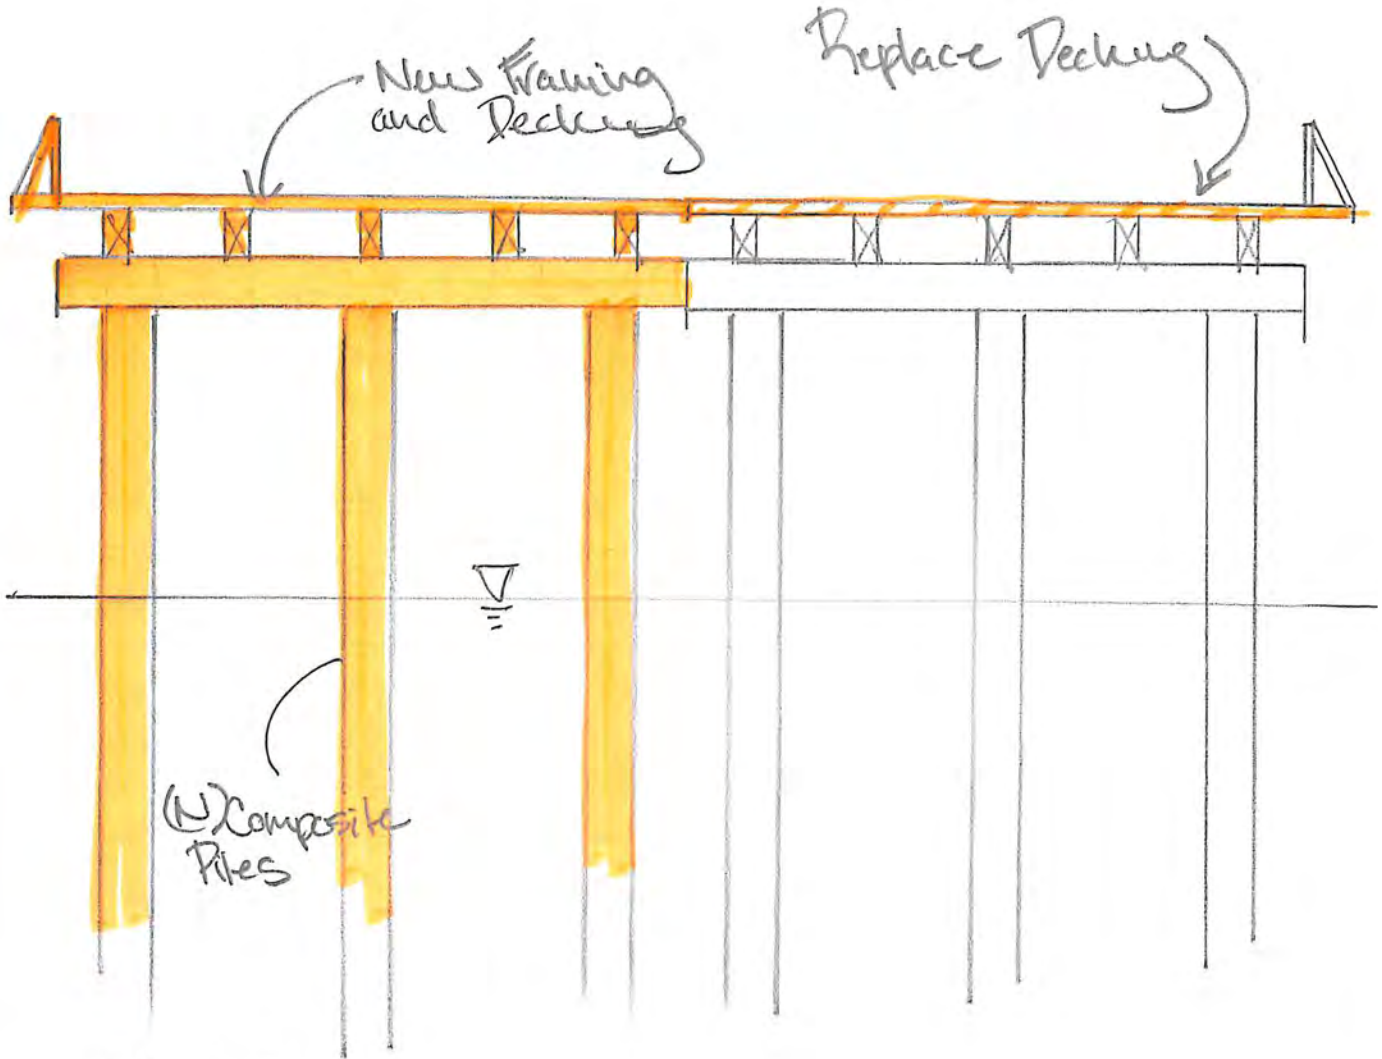 New Framing
and Decking
Replace Decking
(N) Composite
Piles